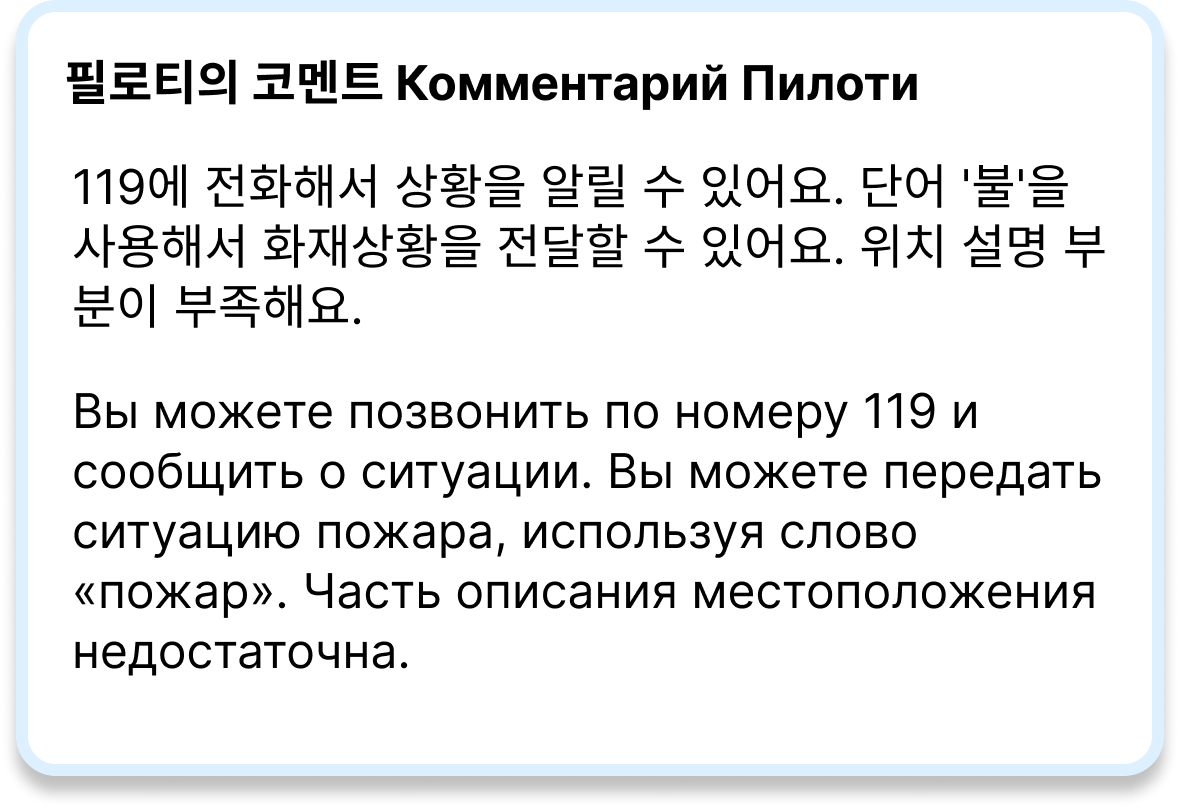 필로티의 코멘트 Комментарий Пилоти
119에 전화해서 상황을 알릴 수 있어요. 단어 '불'을
사용해서 화재상황을 전달할 수 있어요. 위치 설명 부
분이 부족해요.
Вы можете позвонить по номеру 119 и
сообщить о ситуации. Вы можете передать
ситуацию пожара, используя слово
«пожар». Часть описания местоположения
недостаточна.